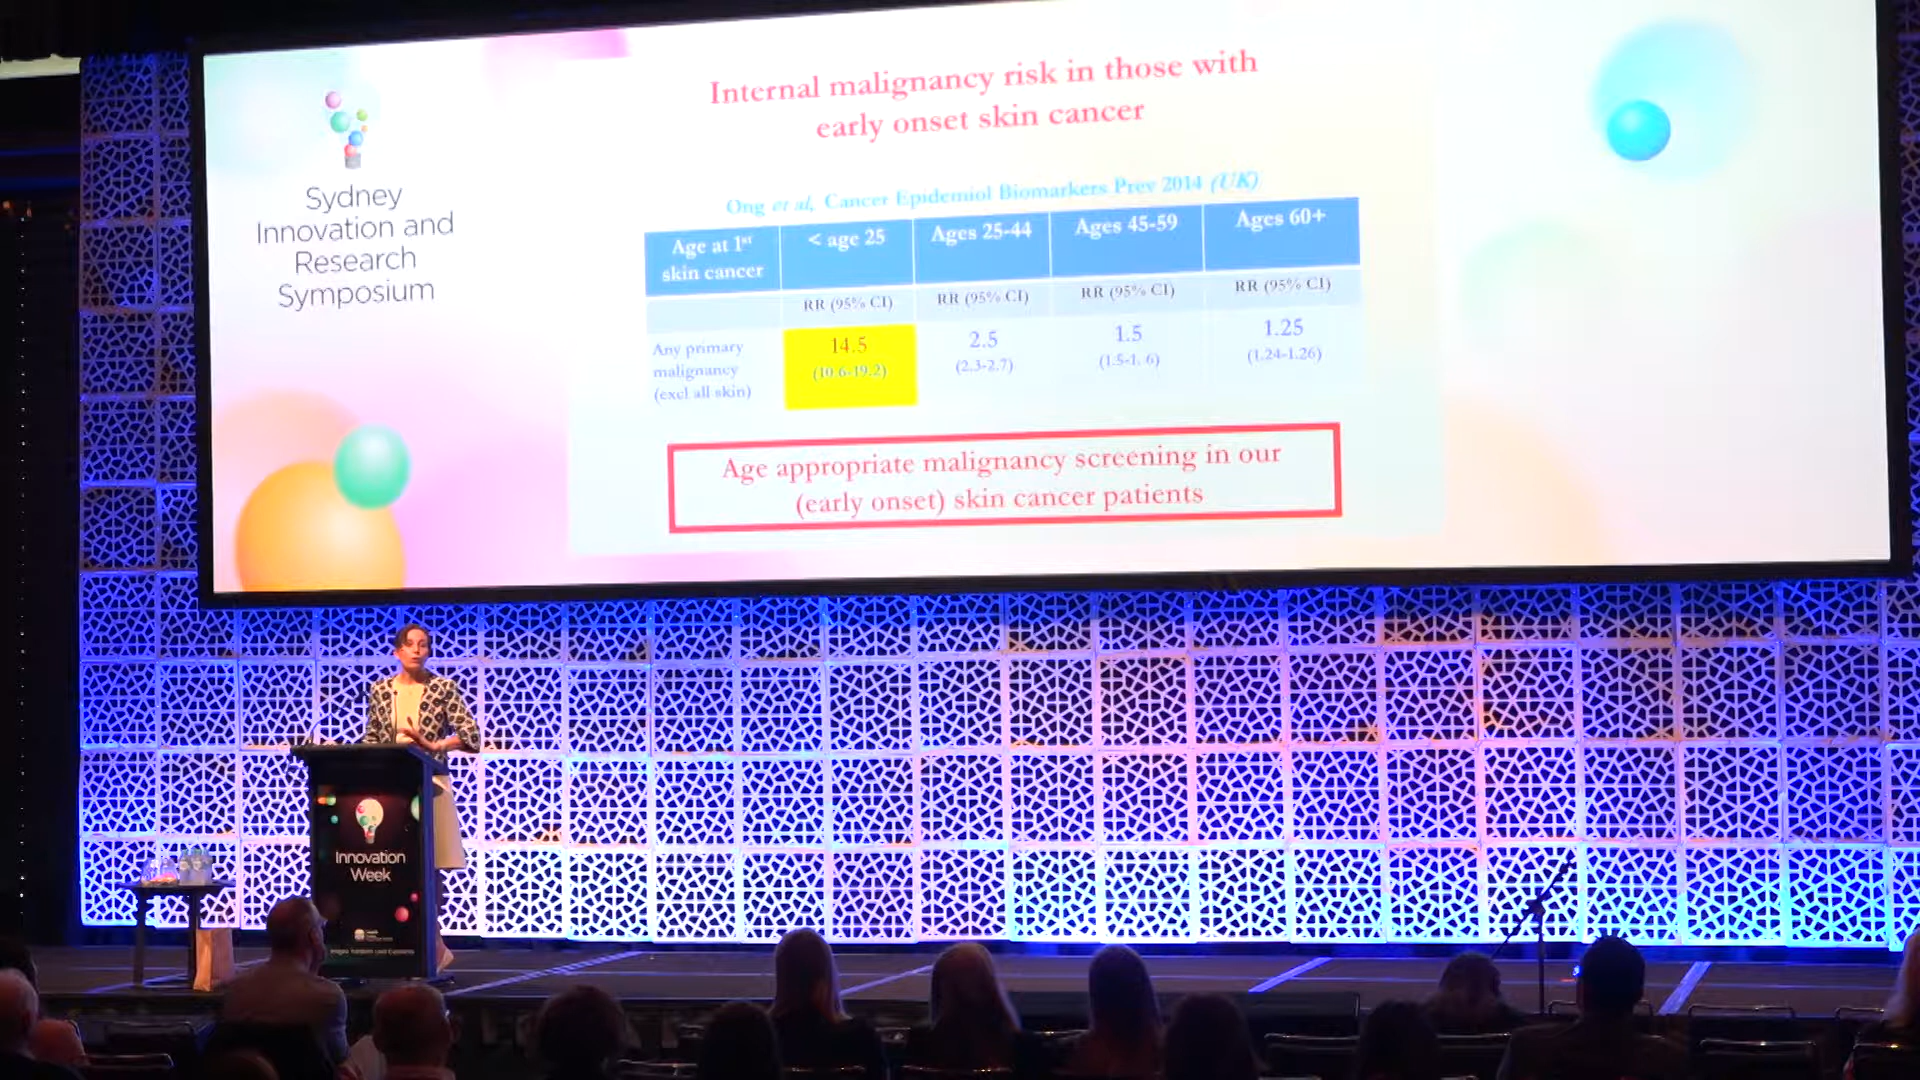 Internal malignancy risk in those with
early onset skin cancer
Sydney
Innovation and
Research
Symposium
Ong et al, Cancer Epidemiol Biomarkers Prev 2014 (UK)
Age at 1st
skin cancer
< age 25
Ages 25-44
Ages 45-59
Ages 60+
RR (95% CI)
RR (95% CI)
RR (95% CI)
RR (95% CI)
Any primary
malignancy
(excl all skin)
14.5
(10.6-19.2)
2.5
(2.3-2.7)
1.5
(1.5-1. 6)
1.25
(1.24-1.26)
Age appropriate malignancy screening in our
(early onset) skin cancer patients
Innovation
Week